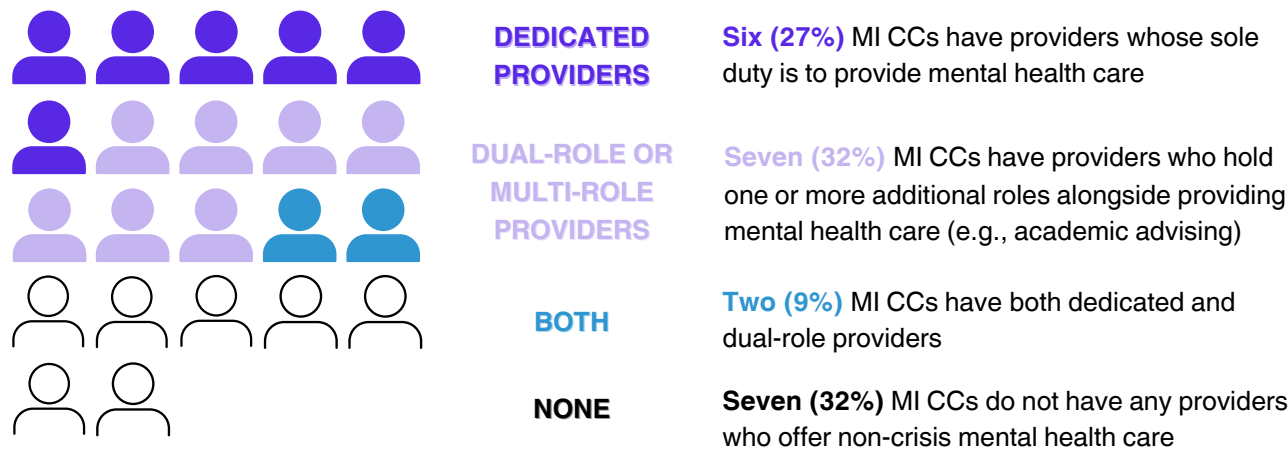 DEDICATED
PROVIDERS
Six (27%) MI CCs have providers whose sole
duty is to provide mental health care
DUAL-ROLE OR
MULTI-ROLE
PROVIDERS
Seven (32%) MI CCs have providers who hold
one or more additional roles alongside providing
mental health care (e.g., academic advising)
BOTH
Two (9%) MI CCs have both dedicated and
dual-role providers
NONE
Seven (32%) MI CCs do not have any providers
who offer non-crisis mental health care